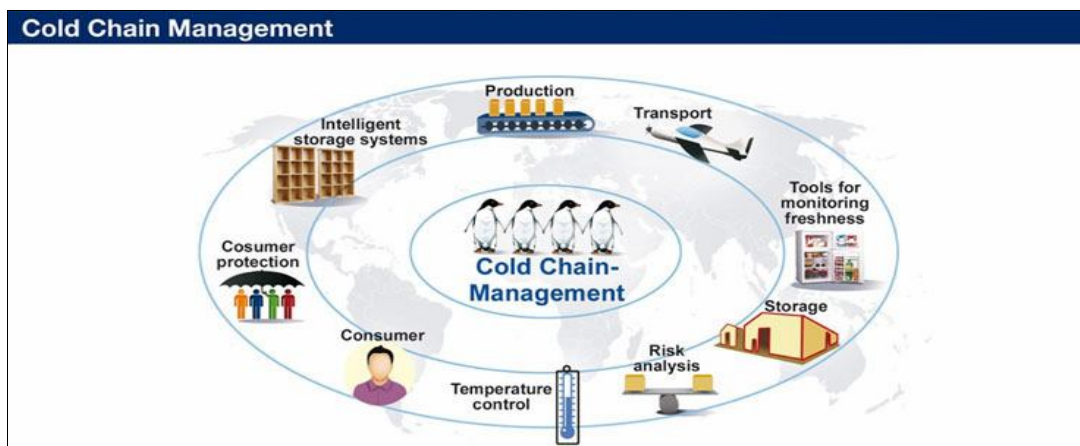 Cold Chain Management
Production
Transport
Intelligent
storage systems
Tools for
monitoring
freshness
Cosumer
protection
Cold Chain-
Management
Storage
Consumer
Risk
analysis
Temperature
control